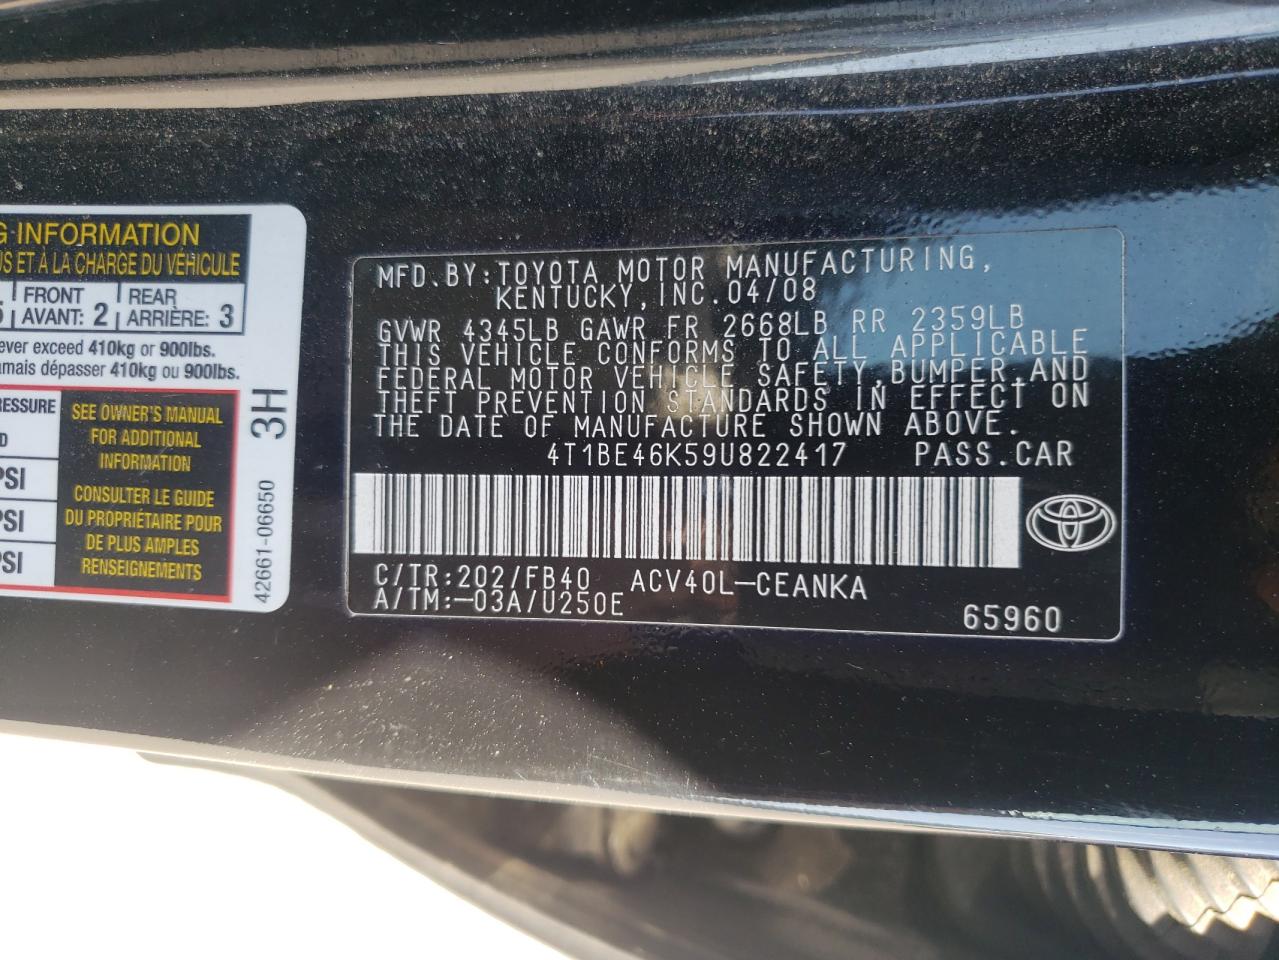 G INFORMATION
US ET À LA CHARGE DU VÉHICULE
5 FRONT AVANT: 2 REAR ARRIÈRE: 3
ever exceed 410kg or 900lbs.
amais dépasser 410kg ou 900lbs.
RESSURE
D
PSI
PSI
PSI
SEE OWNER'S MANUAL
FOR ADDITIONAL
INFORMATION
CONSULTER LE GUIDE
DU PROPRIÉTAIRE POUR
DE PLUS AMPLES
RENSEIGNEMENTS
3H
42661-06650
MFD.BY:TOYOTA MOTOR MANUFACTURING,
KENTUCKY,INC.04/08
GVWR 4345LB GAWR FR 2668LB RR 2359LB
THIS VEHICLE CONFORMS TO ALL APPLICABLE
FEDERAL MOTOR VEHICLE SAFETY,BUMPER,AND
THEFT PREVENTION STANDARDS IN EFFECT ON
THE DATE OF MANUFACTURE SHOWN ABOVE.
4T1BE46K59U822417 PASS.CAR
C/TR:202/FB40 ACV40L-CEANKA
A/TM:-03A/U250E
65960